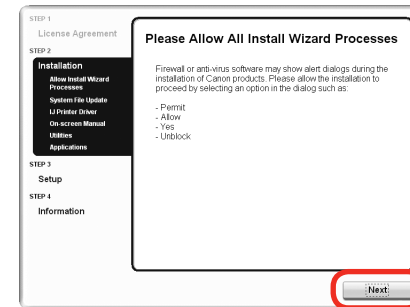 STEP 1
License Agreement
STEP 2
Installation
Allow Install Wizard
Processes
System File Update
IJ Printer Driver
On-screen Manual
Utilities
Applications
STEP 3
Setup
STEP 4
Information
Please Allow All Install Wizard Processes
Firewall or anti-virus software may show alert dialogs during the
installation of Canon products. Please allow the installation to
proceed by selecting an option in the dialog such as:
- Permit
- Allow
- Yes
- Unblock
Next